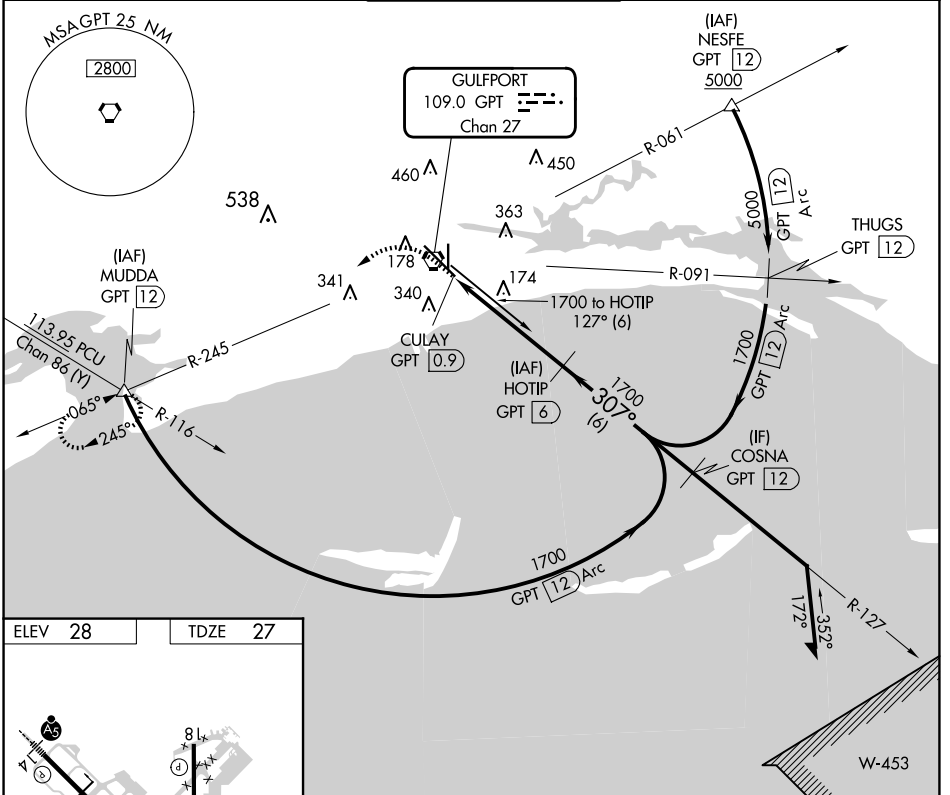 MSA GPT 25 NM
2800
(IAF)
NESFE
GPT 12
5000
GULFPORT
109.0 GPT
Chan 27
R-061
460
450
538
363
5000
GPT 12 Arc
THUGS
GPT 12
(IAF)
MUDDA
GPT 12
178
341
340
174
R-091
1700 to HOTIP
127° (6)
113.95 PCU
Chan 86 (Y)
R-245
CULAY
GPT 0.9
1700
GPT 12 Arc
(IAF)
HOTIP
GPT 6
1700
307°
(6)
065°
245°
R-116
(IF)
COSNA
GPT 12
1700
GPT 12 Arc
172°
352°
R-127
ELEV 28
TDZE 27
A5
14
P
18
P
W-453